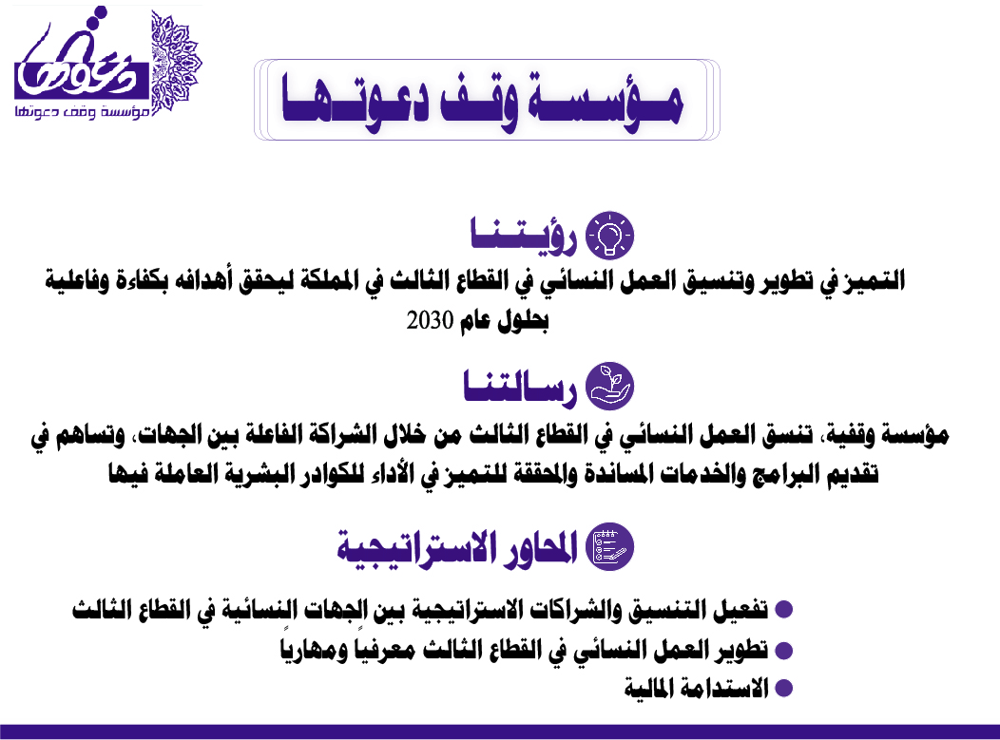 دعوتها
مؤسسة وقف دعوتها
مؤسسة وقف دعوتها
رؤيتنا
التميز في تطوير وتنسيق العمل النسائي في القطاع الثالث في المملكة ليحقق أهدافه بكفاءة وفاعلية
بحلول عام 2030
رسالتنا
مؤسسة وقفية، تنسق العمل النسائي في القطاع الثالث من خلال الشراكة الفاعلة بين الجهات، وتساهم في
تقديم البرامج والخدمات المساندة والمحققة للتميز في الأداء للكوادر البشرية العاملة فيها
المحاور الاستراتيجية
تفعيل التنسيق والشراكات الاستراتيجية بين الجهات النسائية في القطاع الثالث
تطوير العمل النسائي في القطاع الثالث معرفياً ومهارياً
الاستدامة المالية